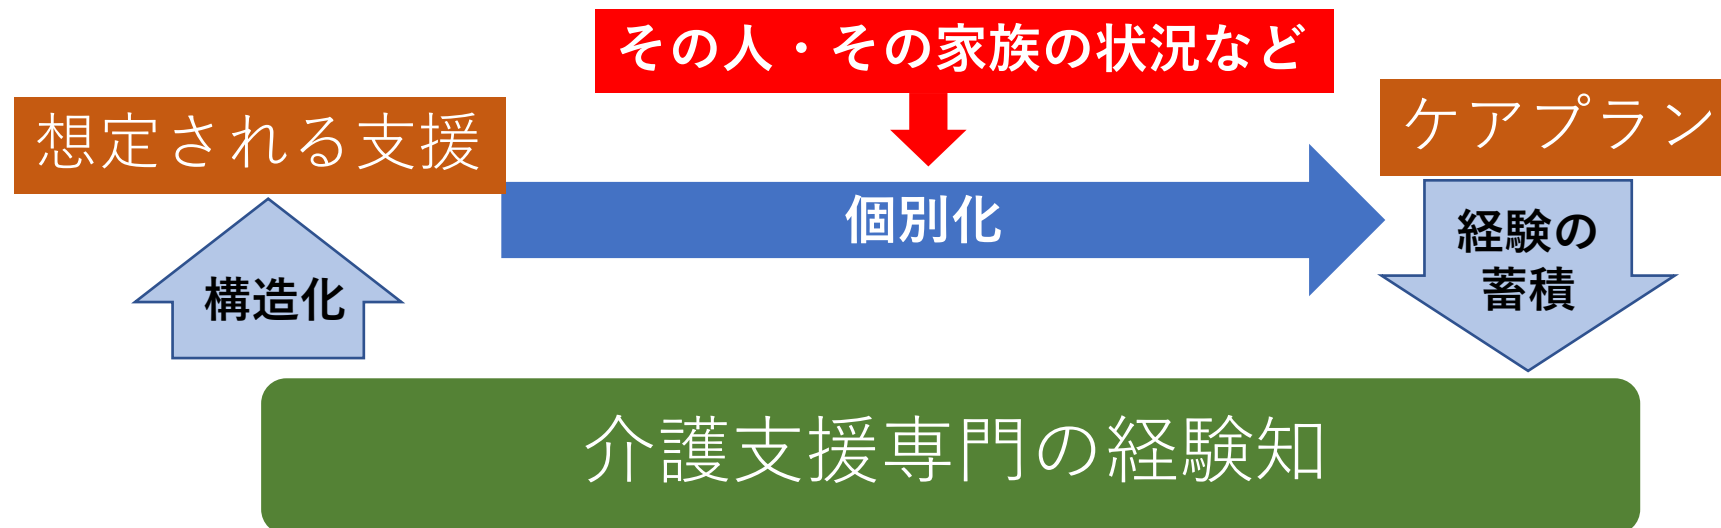 その人・その家族の状況など
想定される支援
ケアプラン
個別化
構造化
経験の
蓄積
介護支援専門の経験知